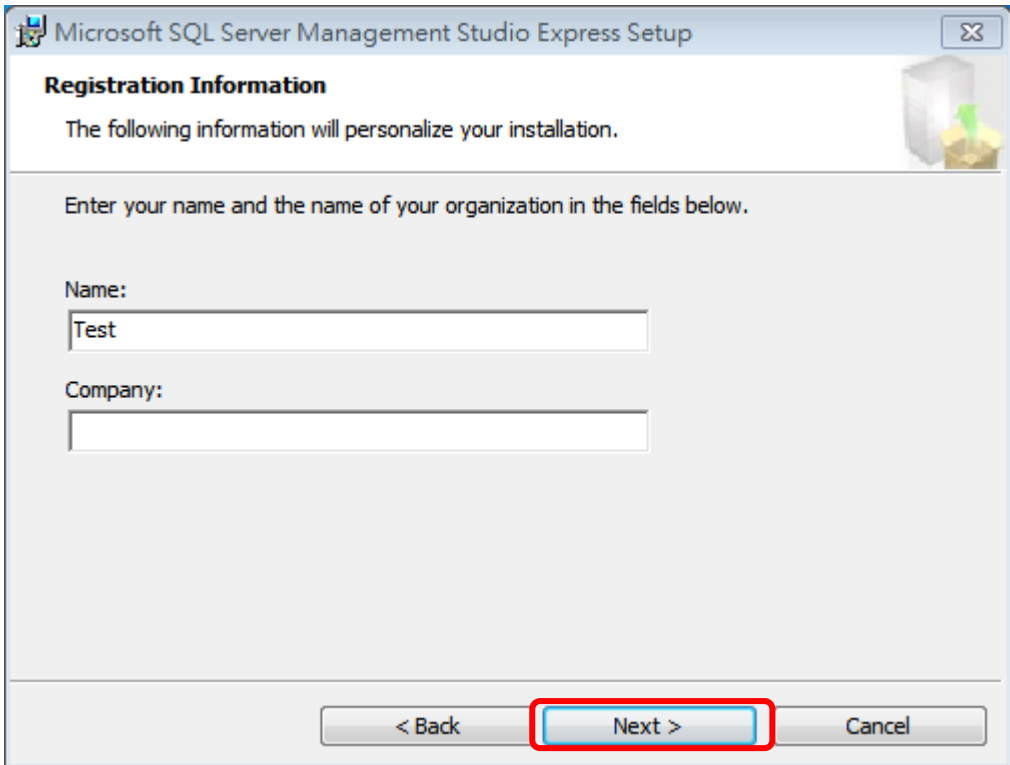 Microsoft SQL Server Management Studio Express Setup
Registration Information
The following information will personalize your installation.
Enter your name and the name of your organization in the fields below.
Name:
Test
Company:
< Back
Next >
Cancel